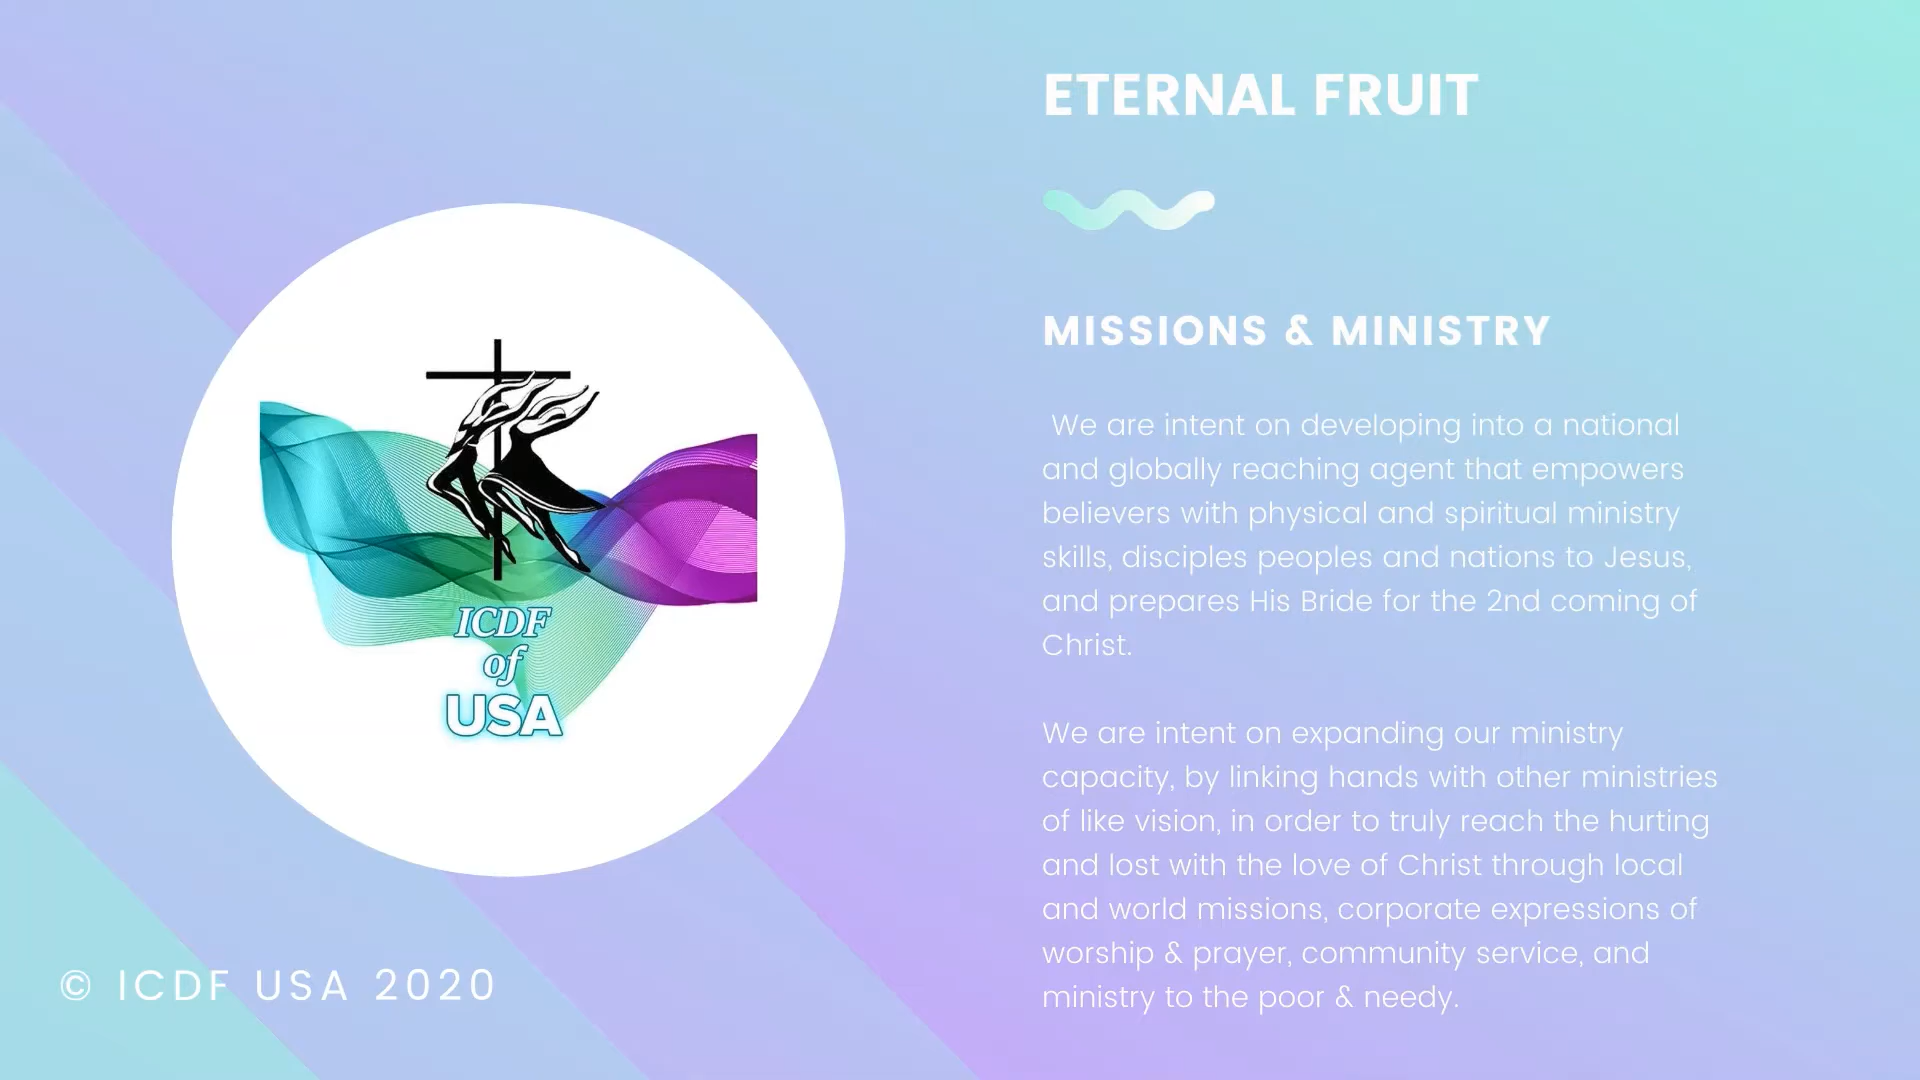 ETERNAL FRUIT
MISSIONS & MINISTRY
We are intent on developing into a national
and globally reaching agent that empowers
believers with physical and spiritual ministry
skills, disciples peoples and nations to Jesus,
and prepares His Bride for the 2nd coming of
Christ.
We are intent on expanding our ministry
capacity, by linking hands with other ministries
of like vision, in order to truly reach the hurting
and lost with the love of Christ through local
and world missions, corporate expressions of
worship & prayer, community service, and
ministry to the poor & needy.
ICDF
of
USA
© ICDF USA 2020